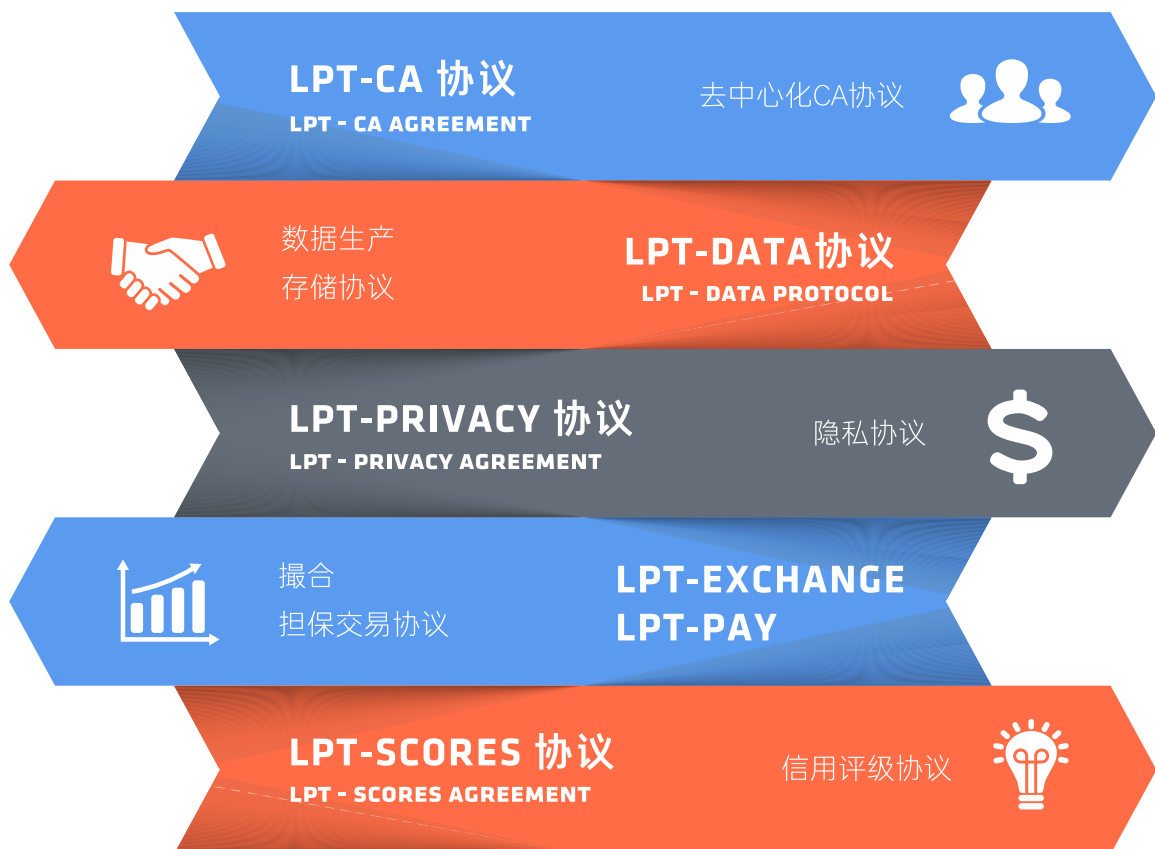 LPT-CA 协议
LPT - CA AGREEMENT
去中心化CA协议
数据生产
存储协议
LPT-DATA协议
LPT - DATA PROTOCOL
LPT-PRIVACY 协议
LPT - PRIVACY AGREEMENT
隐私协议
撮合
担保交易协议
LPT-EXCHANGE
LPT-PAY
LPT-SCORES 协议
LPT - SCORES AGREEMENT
信用评级协议